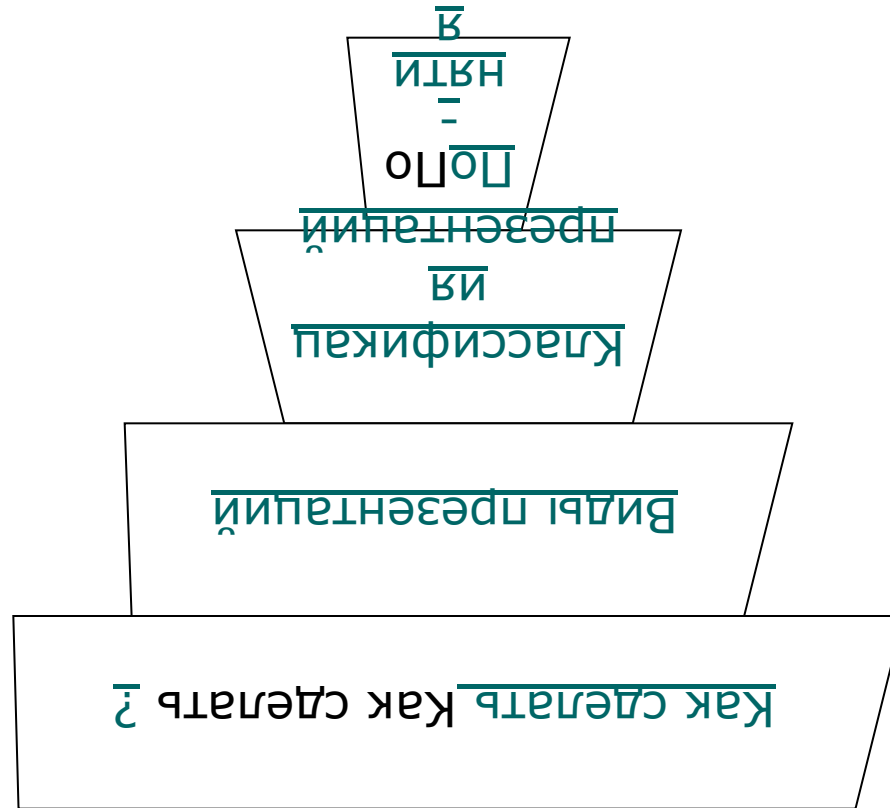 Как сделать Как сделать ?
Виды презентаций
Классификац
ия
презентаций
ПоПо
-
няти
я